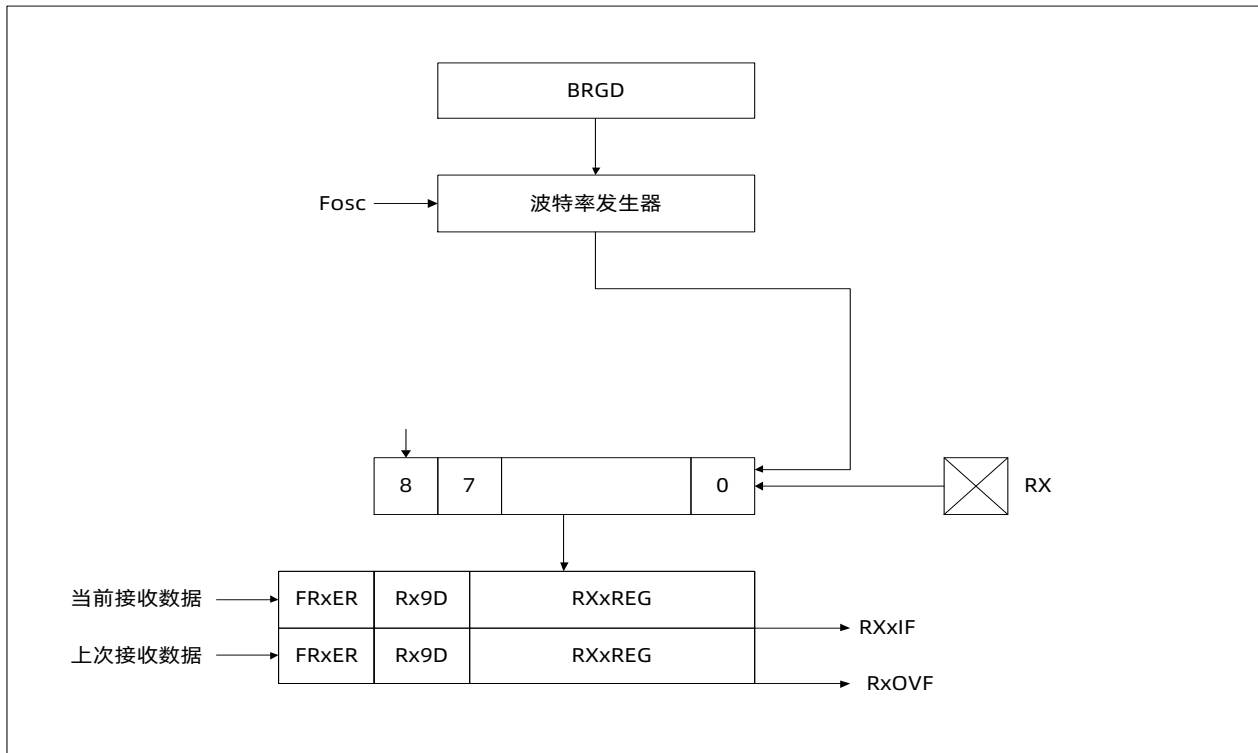 BRGD
Fosc
波特率发生器
8
7
0
RX
当前接收数据
FRxER
Rx9D
RXxREG
RXxIF
上次接收数据
FRxER
Rx9D
RXxREG
RxOVF